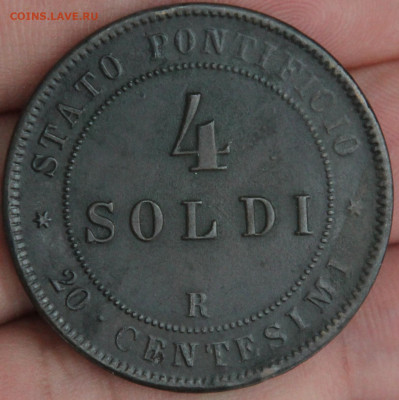 COINS.LAVE.RU
STATO PONTIFICIO
4
SOLDI
R
* 20 · CENTESIMI *